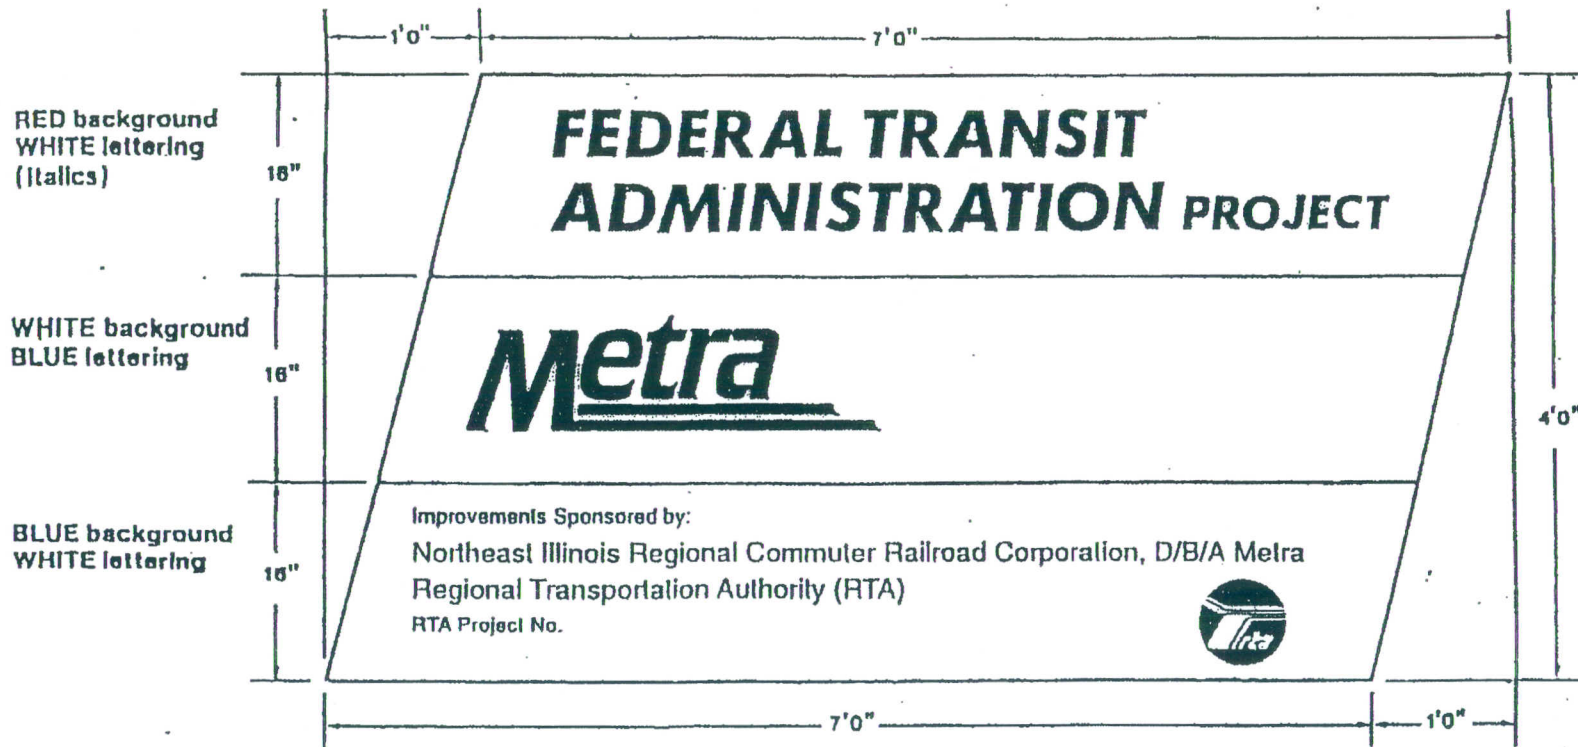 1'0"
7'0"
RED background
WHITE lettering
(Italics)
16"
FEDERAL TRANSIT
ADMINISTRATION PROJECT
WHITE background
BLUE lettering
16"
Metra
4'0"
BLUE background
WHITE lettering
16"
Improvements Sponsored by:
Northeast Illinois Regional Commuter Railroad Corporation, D/B/A Metra
Regional Transportation Authority (RTA)
RTA Project No.
rta
7'0"
1'0"